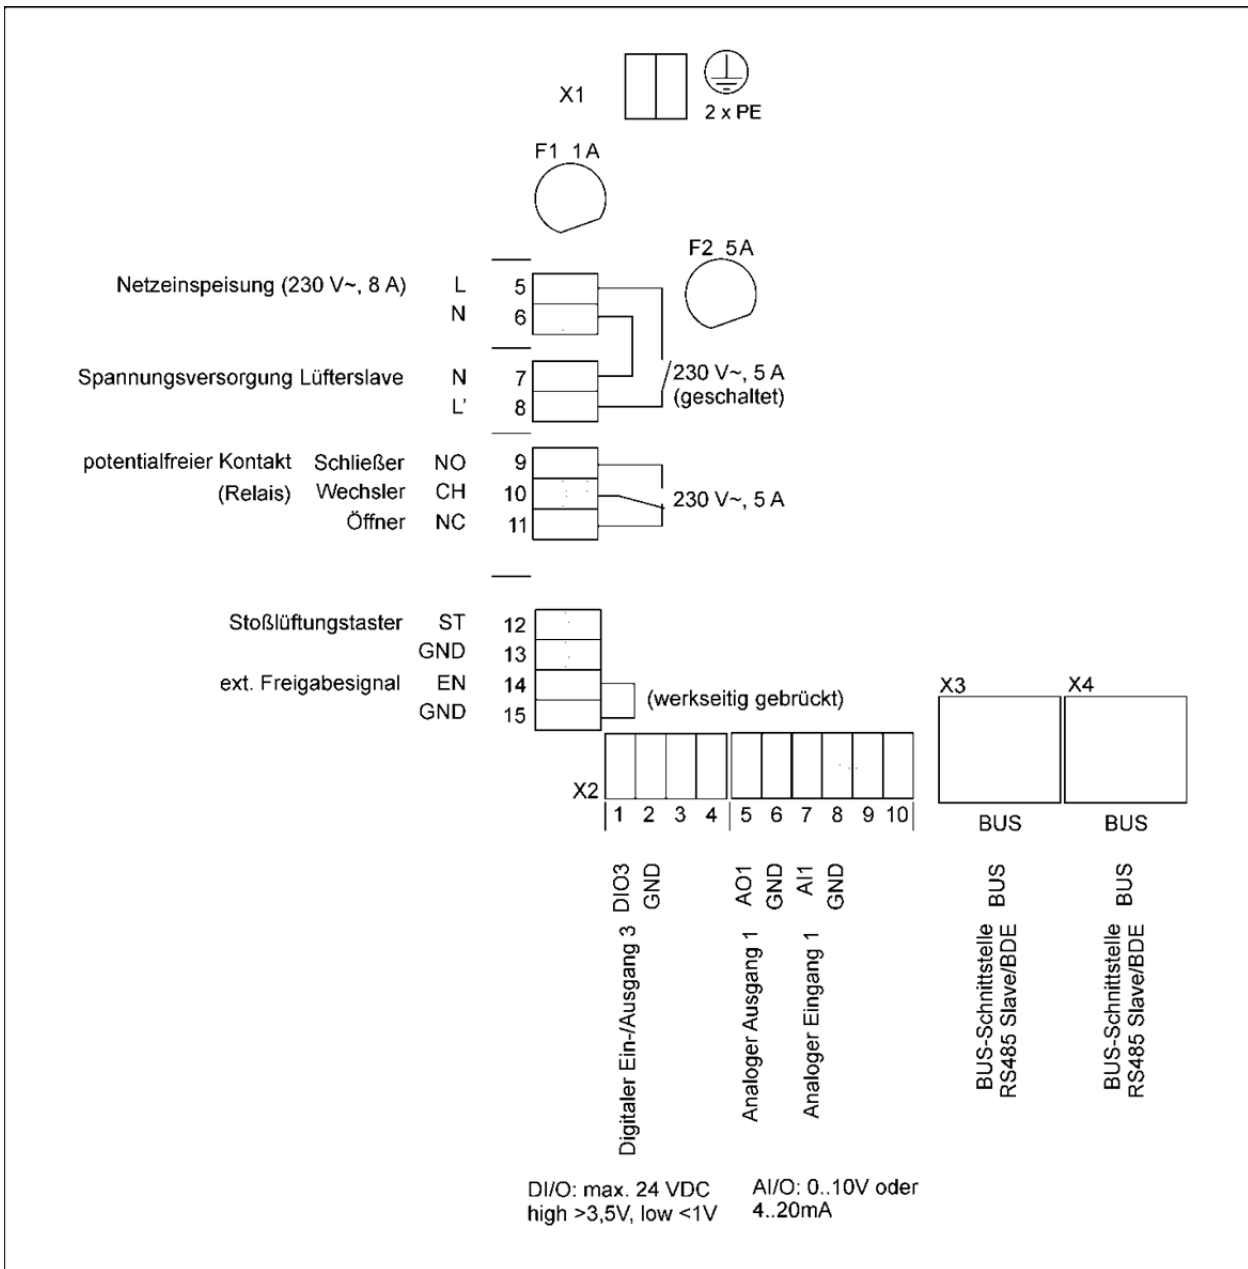 X1
2 x PE
F1 1A
F2 5A
Netzeinspeisung (230 V~, 8 A) L 5
N 6
Spannungsversorgung Lüfterslave N 7
L' 8
230 V~, 5 A
(geschaltet)
potentialfreier Kontakt Schließer NO 9
(Relais) Wechsler CH 10
Öffner NC 11
230 V~, 5 A
Stoßlüftungstaster ST 12
GND 13
ext. Freigabesignal EN 14
GND 15
(werkseitig gebrückt)
X3 X4
X2
1 2 3 4 5 6 7 8 9 10
BUS BUS
DIO3
GND
AO1
GND
AI1
GND
Digitaler Ein-/Ausgang 3
Analoger Ausgang 1
Analoger Eingang 1
BUS-Schnittstelle BUS
RS485 Slave/BDE
BUS-Schnittstelle BUS
RS485 Slave/BDE
DI/O: max. 24 VDC
high >3,5V, low <1V
AI/O: 0..10V oder
4..20mA